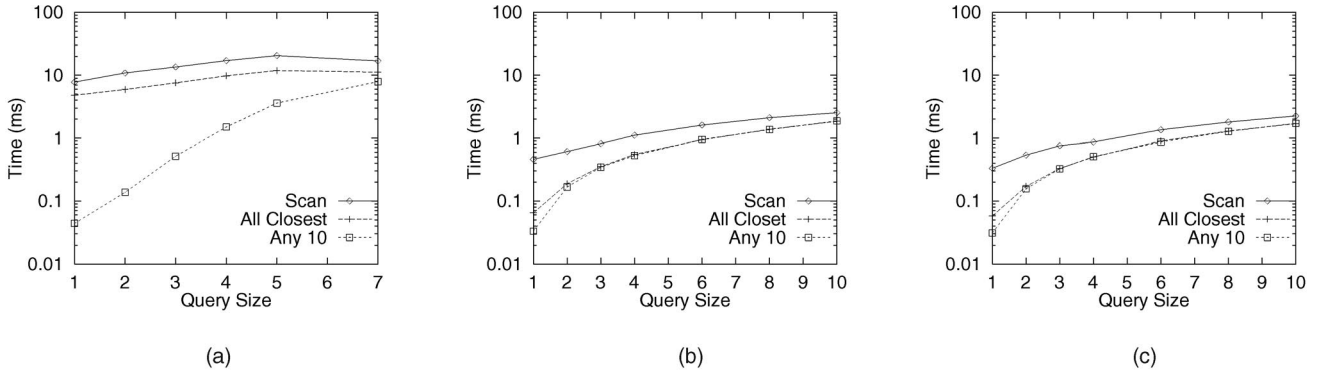 100
10
1
0.1
0.01
Time (ms)
Scan
All Closest
Any 10
1 2 3 4 5 6 7
Query Size
(a)
100
10
1
0.1
0.01
Time (ms)
Scan
All Closet
Any 10
1 2 3 4 5 6 7 8 9 10
Query Size
(b)
100
10
1
0.1
0.01
Time (ms)
Scan
All Closest
Any 10
1 2 3 4 5 6 7 8 9 10
Query Size
(c)